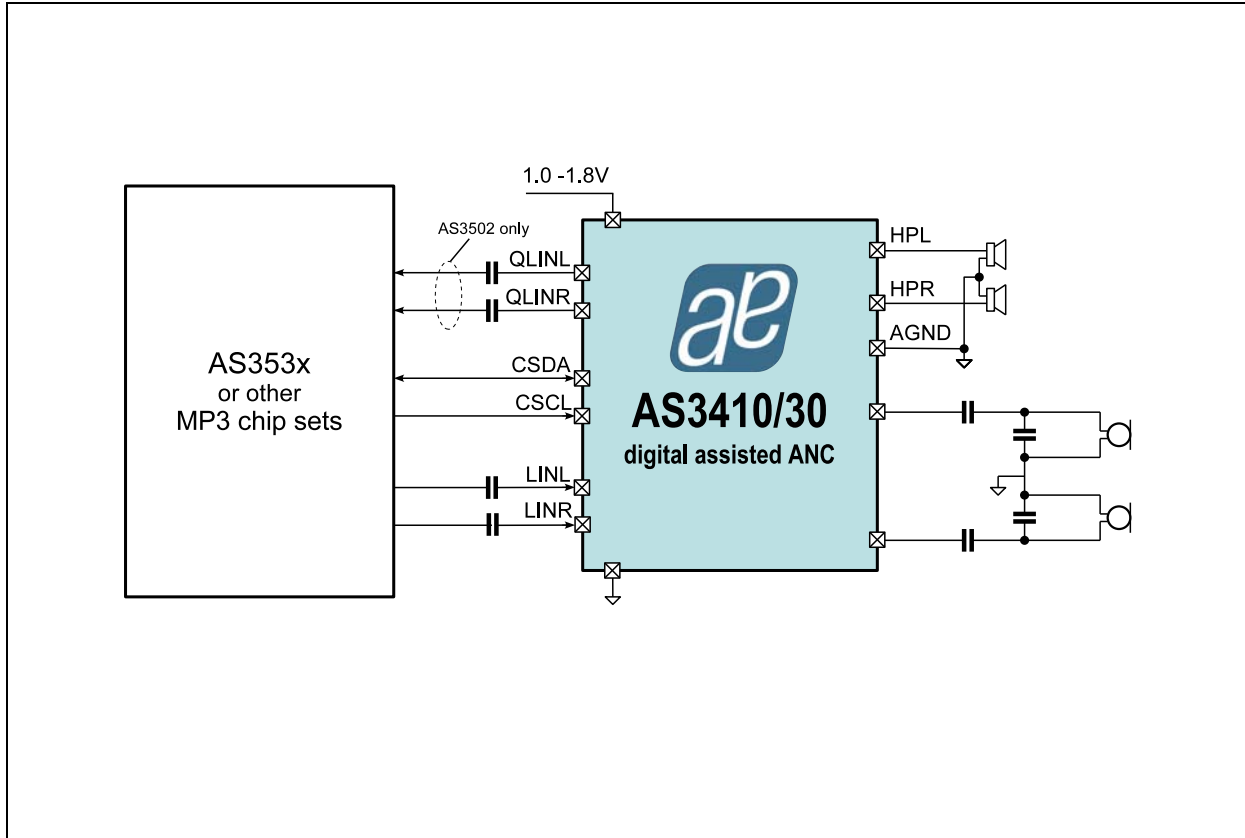 1.0 -1.8V
AS3502 only
QLINL
QLINR
CSDA
CSCL
LINL
LINR
AS353x
or other
MP3 chip sets
ae
AS3410/30
digital assisted ANC
HPL
HPR
AGND